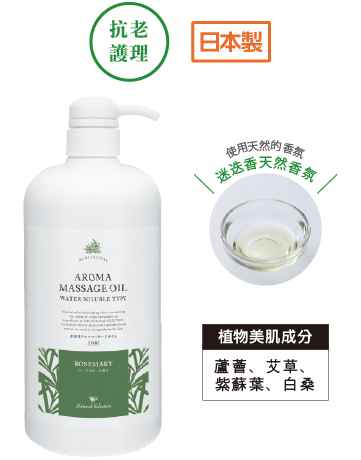 抗老
護理
日本製
使用天然的香氛
迷迭香天然香氛
AROMA
MASSAGE OIL
WATER SOLUBLE TYPE
ROSEMARY
Natural Selection
植物美肌成分
蘆薈、艾草、
紫蘇葉、白桑